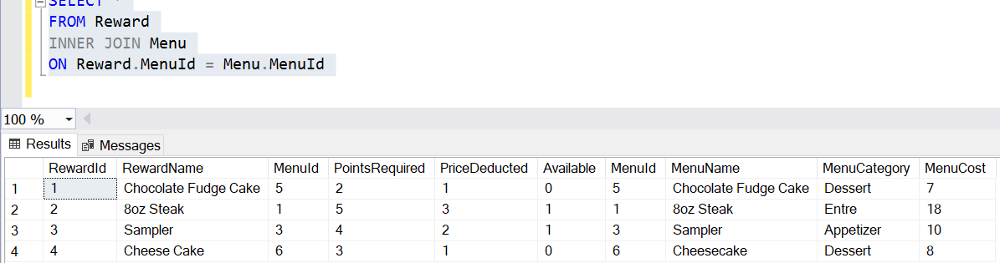 SELECT *
FROM Reward
INNER JOIN Menu
ON Reward.MenuId = Menu.MenuId
100 %
Results Messages
RewardId RewardName MenuId PointsRequired PriceDeducted Available MenuId MenuName MenuCategory MenuCost
1 1 Chocolate Fudge Cake 5 2 1 0 5 Chocolate Fudge Cake Dessert 7
2 2 8oz Steak 1 5 3 1 1 8oz Steak Entre 18
3 3 Sampler 3 4 2 1 3 Sampler Appetizer 10
4 4 Cheese Cake 6 3 1 0 6 Cheesecake Dessert 8